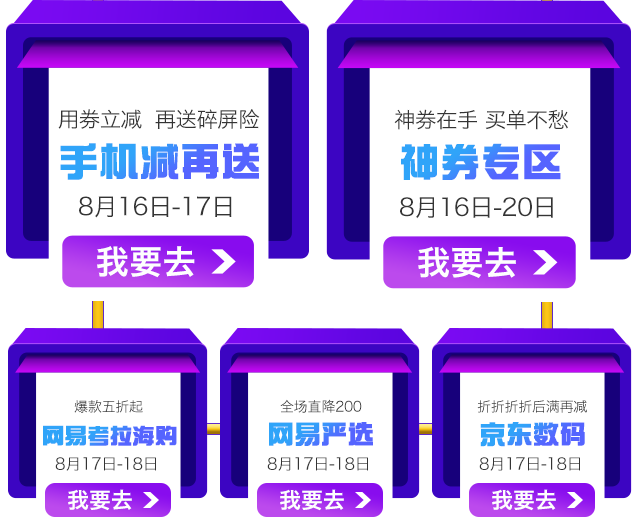 用券立减 再送碎屏险
手机减再送
8月16日-17日
我要去
神券在手 买单不愁
神券专区
8月16日-20日
我要去
爆款五折起
网易考拉海购
8月17日-18日
我要去
全场直降200
网易严选
8月17日-18日
我要去
折折折折后满再减
京东数码
8月17日-18日
我要去